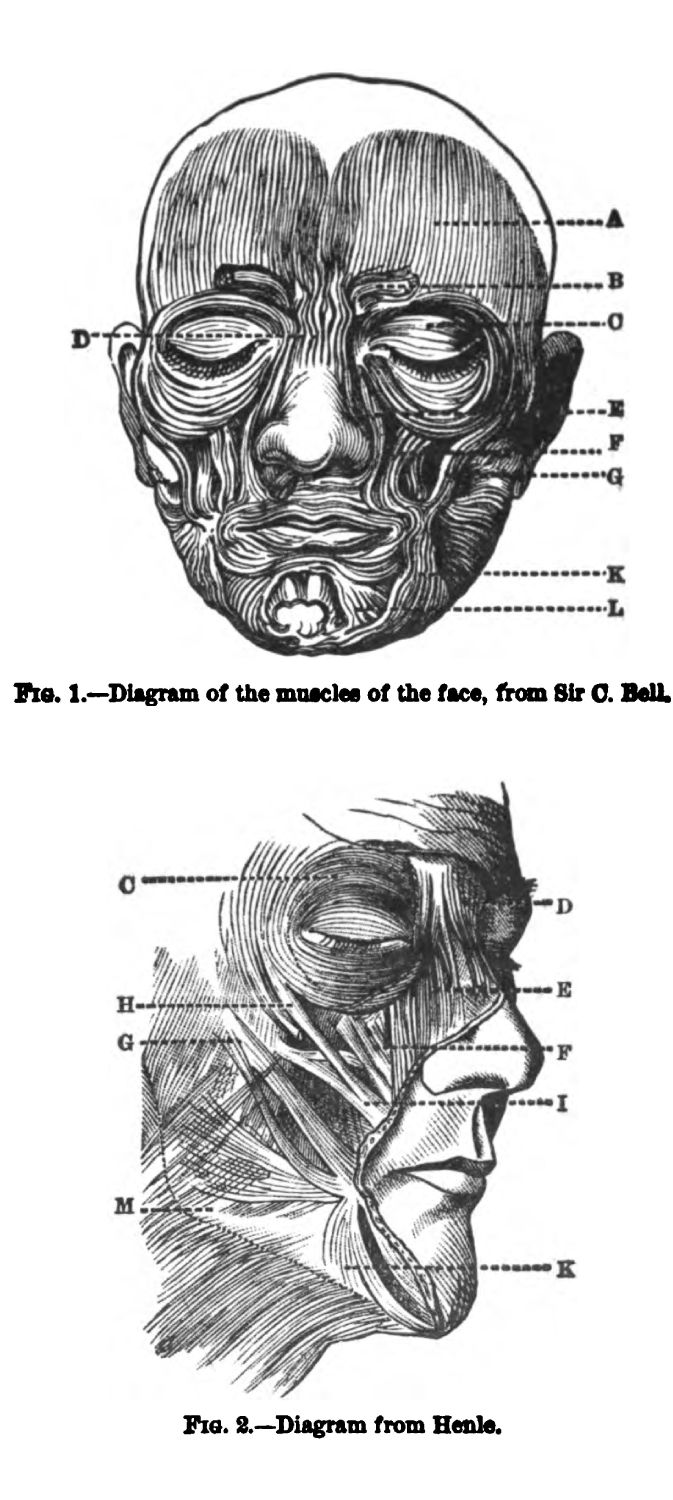 A
B
C
D
E
F
G
K
L
FIG. 1.—Diagram of the muscles of the face, from Sir C. Bell.
C
D
E
H
G
F
I
M
K
FIG. 2.—Diagram from Henle.